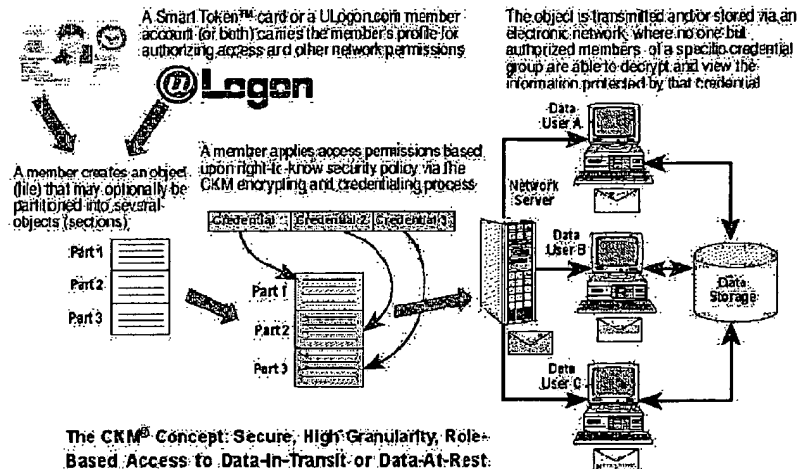 A Smart Token™ card or a ULogon.com member
account (or both) carries the member's profile for
authorizing access and other network permissions
@Logon
The object is transmitted and/or stored via an
electronic network, where no one but
authorized members of a specific credential
group are able to decrypt and view the
information protected by that credential
A member creates an object
(file) that may optionally be
partitioned into several
objects (sections)
Part 1
Part 2
Part 3
A member applies access permissions based
upon right-to-know security policy via the
CKM encrypting and credentialing process
Credential 1 Credential 2 Credential 3
Part 1
Part 2
Part 3
Network
Server
Data
User A
Data
User B
Data
User C
Data
Storage
The CKM® Concept: Secure, High Granularity, Role-
Based Access to Data-In-Transit or Data-At-Rest